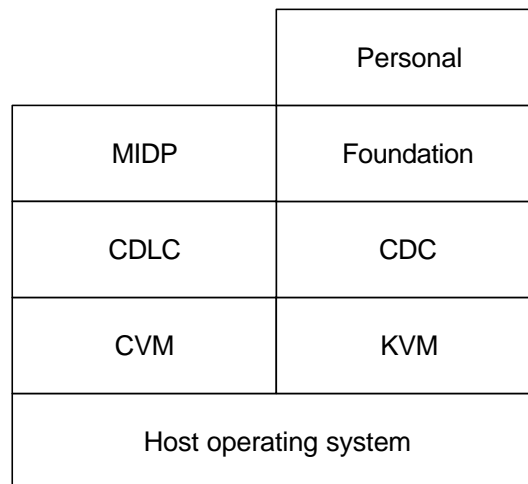 Personal
MIDP
Foundation
CDLC
CDC
CVM
KVM
Host operating system